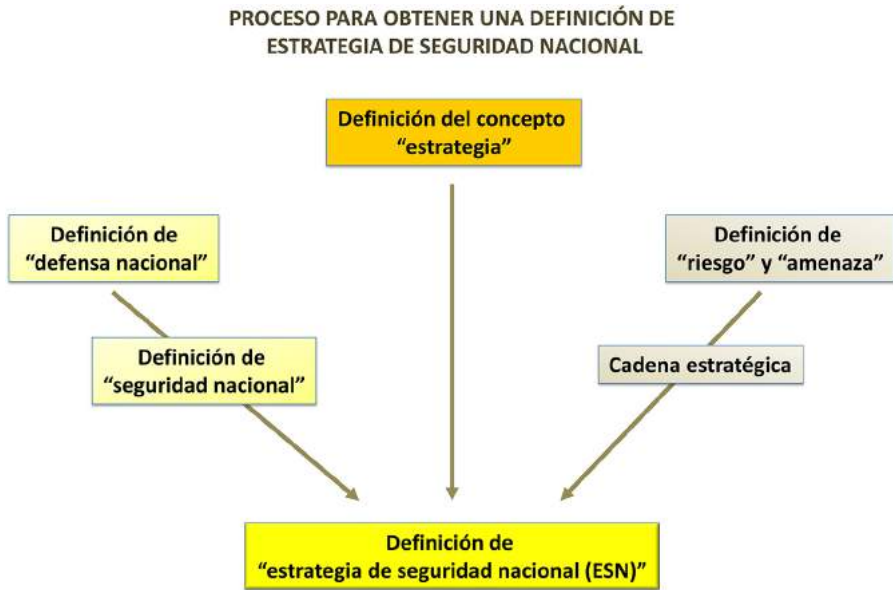 PROCESO PARA OBTENER UNA DEFINICIÓN DE
ESTRATEGIA DE SEGURIDAD NACIONAL
Definición del concepto
“estrategia”
Definición de
“defensa nacional”
Definición de
“riesgo” y “amenaza”
Definición de
“seguridad nacional”
Cadena estratégica
Definición de
“estrategia de seguridad nacional (ESN)”